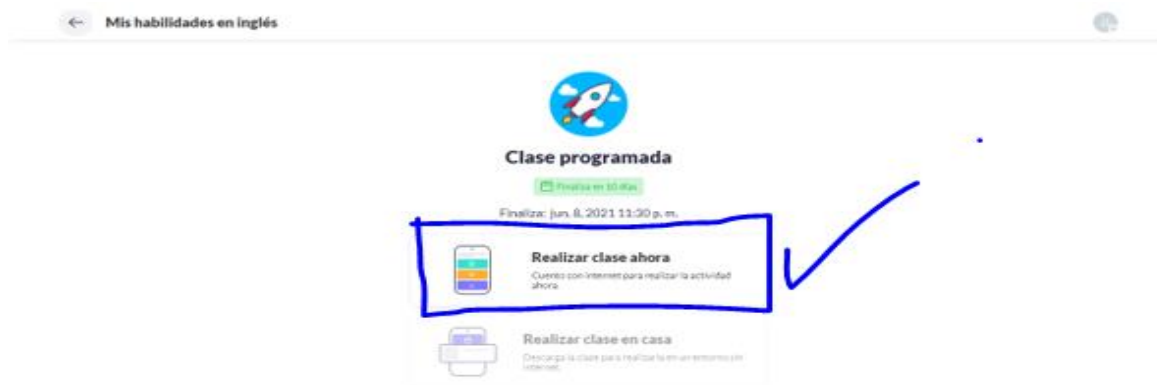 Mis habilidades en inglés
Clase programada
Finaliza en 10 días
Finaliza: jun. 8, 2021 11:30 p. m.
Realizar clase ahora
Cuento con internet para realizar la actividad
ahora.
Realizar clase en casa
Descarga la clase para realizarla en un entorno sin
internet.